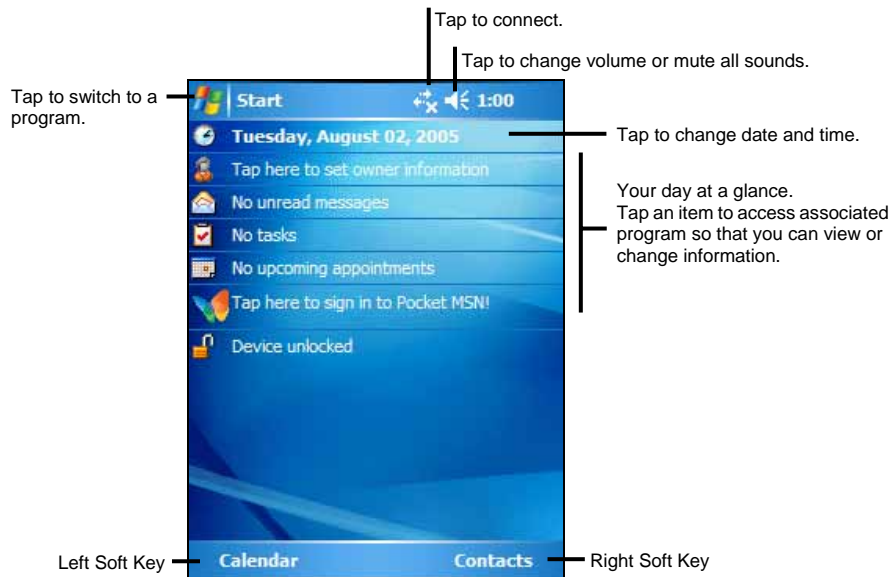 Tap to connect.
Tap to change volume or mute all sounds.
Tap to switch to a
program.
Start
1:00
Tuesday, August 02, 2005
Tap to change date and time.
Tap here to set owner information
No unread messages
No tasks
No upcoming appointments
Tap here to sign in to Pocket MSN!
Device unlocked
Your day at a glance.
Tap an item to access associated
program so that you can view or
change information.
Left Soft Key
Calendar
Contacts
Right Soft Key